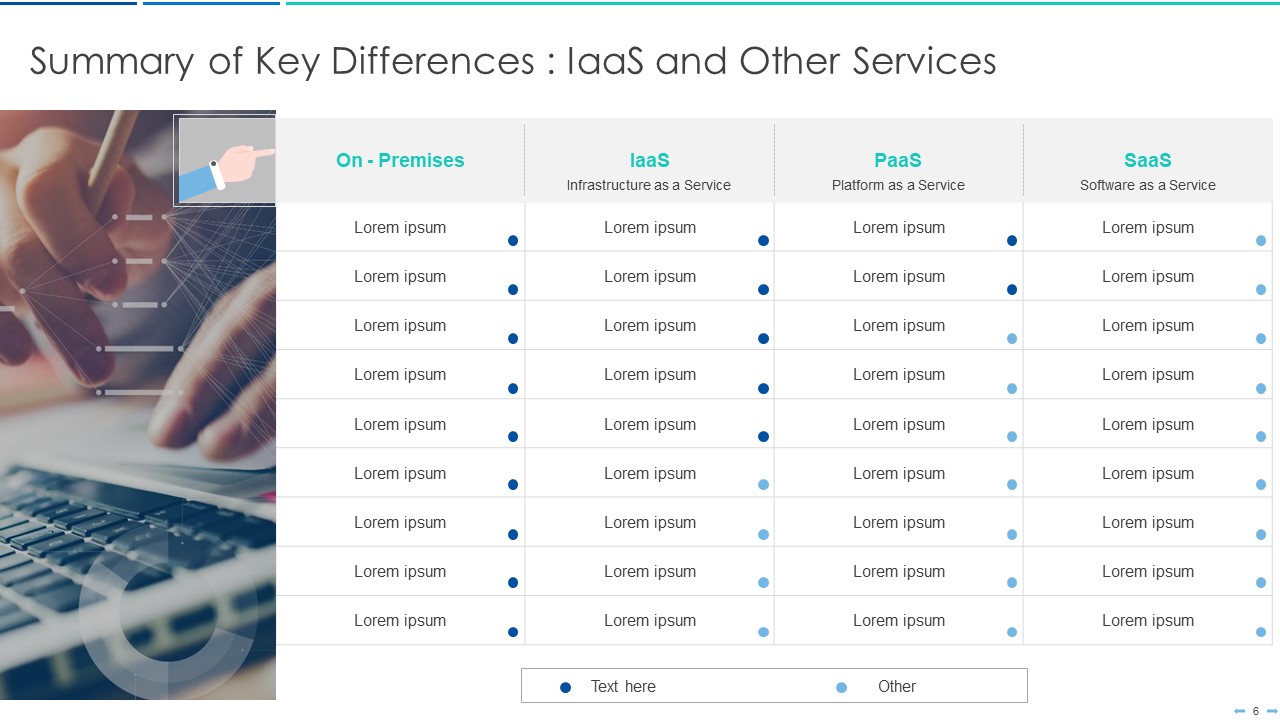 Summary of Key Differences : IaaS and Other Services
On - Premises IaaS PaaS SaaS
Infrastructure as a Service Platform as a Service Software as a Service
Lorem ipsum Lorem ipsum Lorem ipsum Lorem ipsum
Lorem ipsum Lorem ipsum Lorem ipsum Lorem ipsum
Lorem ipsum Lorem ipsum Lorem ipsum Lorem ipsum
Lorem ipsum Lorem ipsum Lorem ipsum Lorem ipsum
Lorem ipsum Lorem ipsum Lorem ipsum Lorem ipsum
Lorem ipsum Lorem ipsum Lorem ipsum Lorem ipsum
Lorem ipsum Lorem ipsum Lorem ipsum Lorem ipsum
Lorem ipsum Lorem ipsum Lorem ipsum Lorem ipsum
Lorem ipsum Lorem ipsum Lorem ipsum Lorem ipsum
Text here Other
6